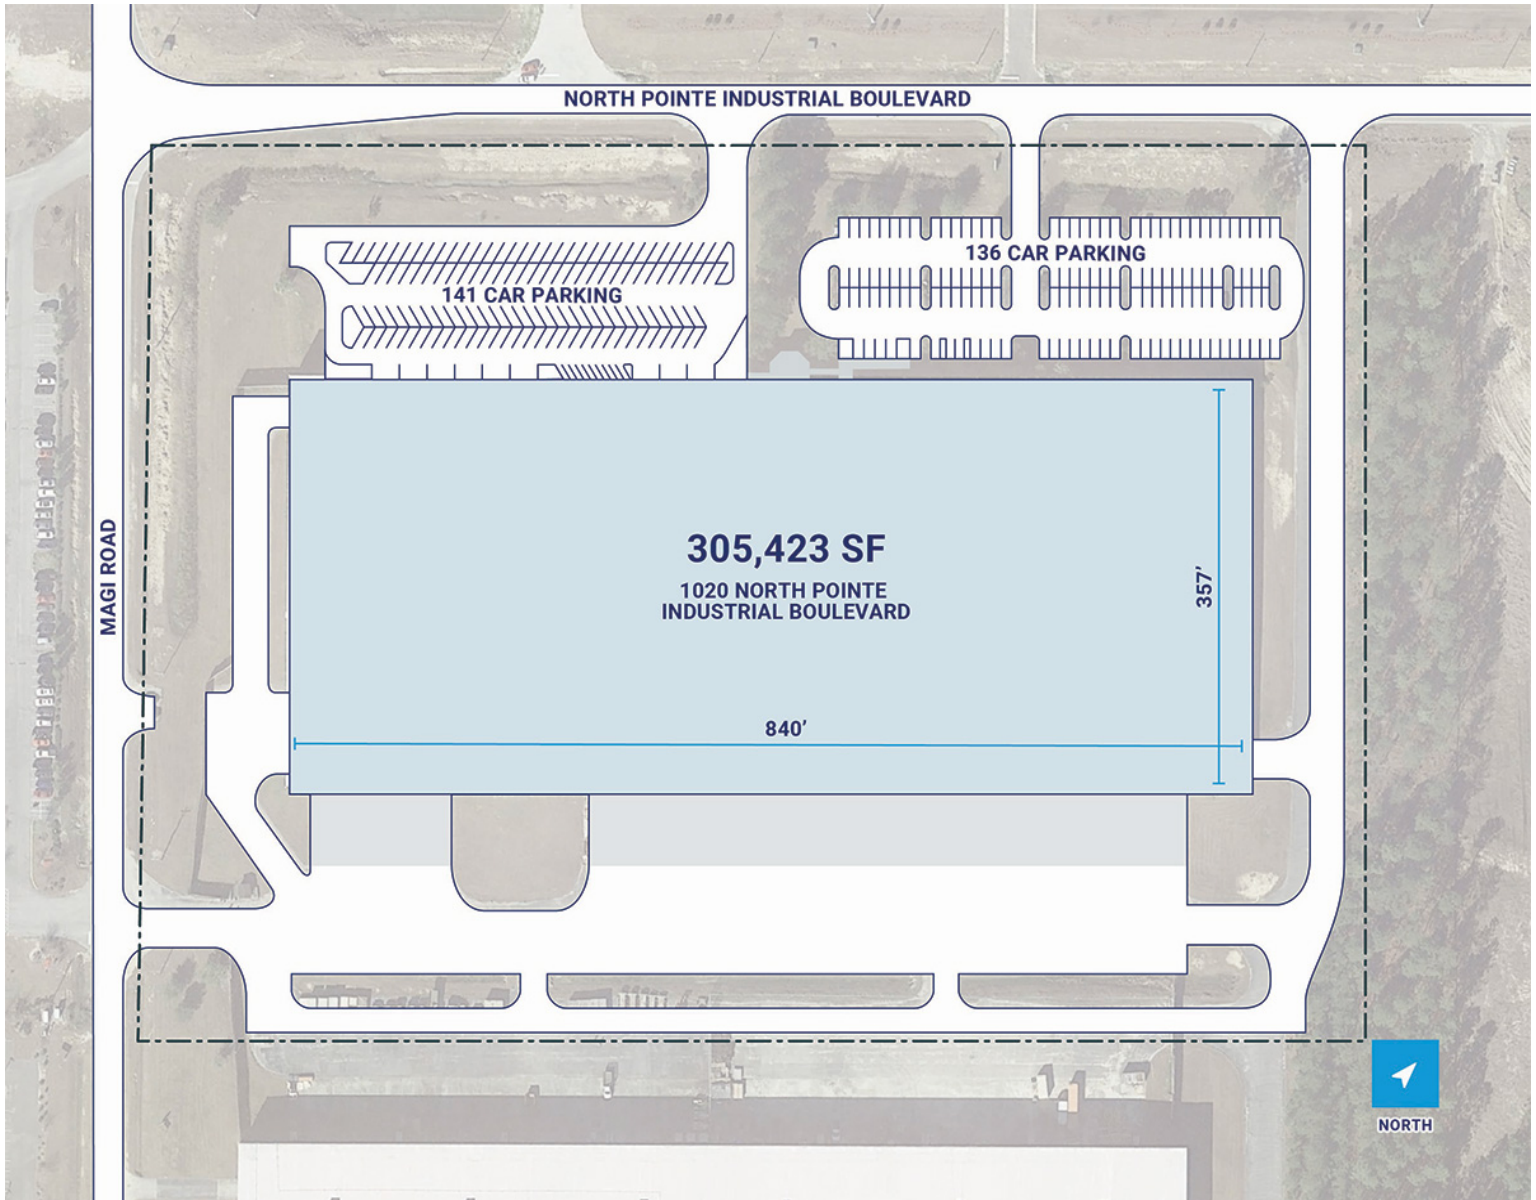 NORTH POINTE INDUSTRIAL BOULEVARD
136 CAR PARKING
141 CAR PARKING
MAGI ROAD
305,423 SF
1020 NORTH POINTE
INDUSTRIAL BOULEVARD
357’
840’
NORTH